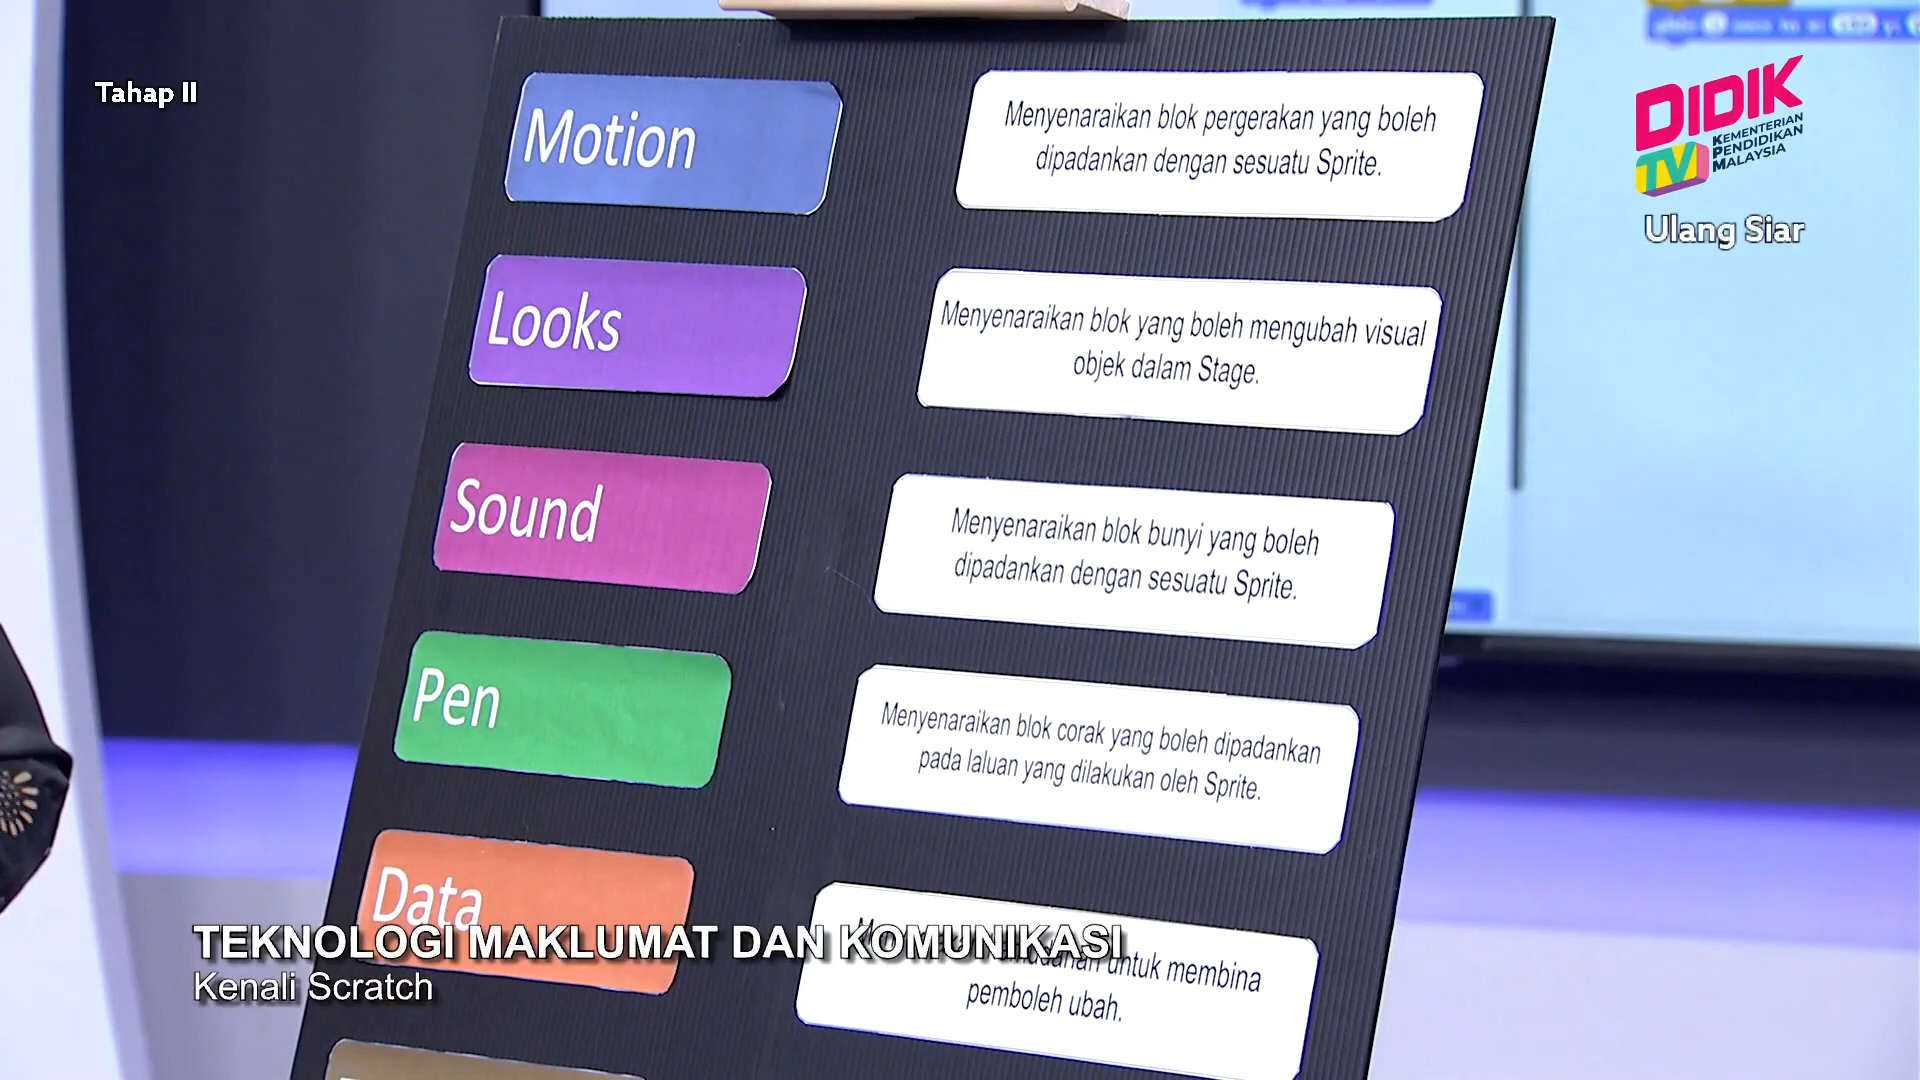 Tahap II
DIDIK
TV
KEMENTERIAN
PENDIDIKAN
MALAYSIA
Ulang Siar
Motion
Menyenaraikan blok pergerakan yang boleh
dipadankan dengan sesuatu Sprite.
Looks
Menyenaraikan blok yang boleh mengubah visual
objek dalam Stage.
Sound
Menyenaraikan blok bunyi yang boleh
dipadankan dengan sesuatu Sprite.
Pen
Menyenaraikan blok corak yang boleh dipadankan
pada laluan yang dilakukan oleh Sprite.
Data
untuk membina
pemboleh ubah.
TEKNOLOGI MAKLUMAT DAN KOMUNIKASI
Kenali Scratch